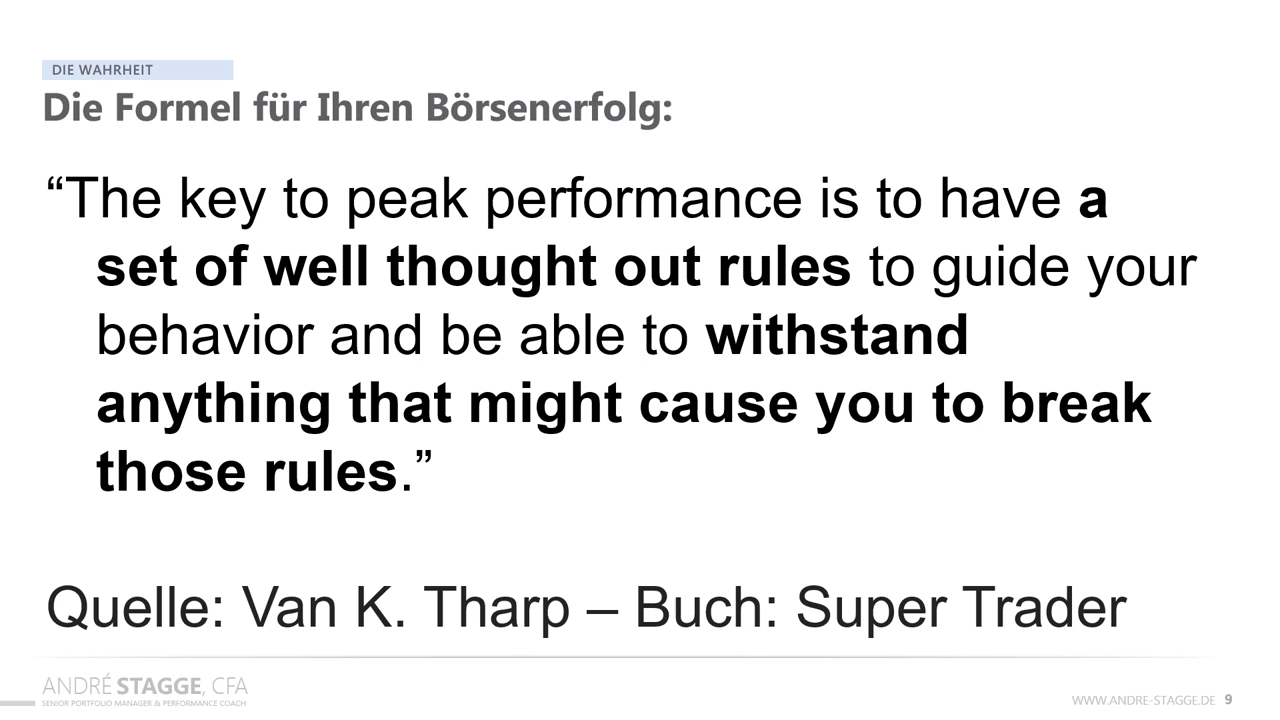 DIE WAHRHEIT
Die Formel für Ihren Börsenerfolg:
“The key to peak performance is to have a
set of well thought out rules to guide your
behavior and be able to withstand
anything that might cause you to break
those rules.”
Quelle: Van K. Tharp – Buch: Super Trader
ANDRÉ STAGGE, CFA
SENIOR PORTFOLIO MANAGER & PERFORMANCE COACH
WWW.ANDRE-STAGGE.DE 9